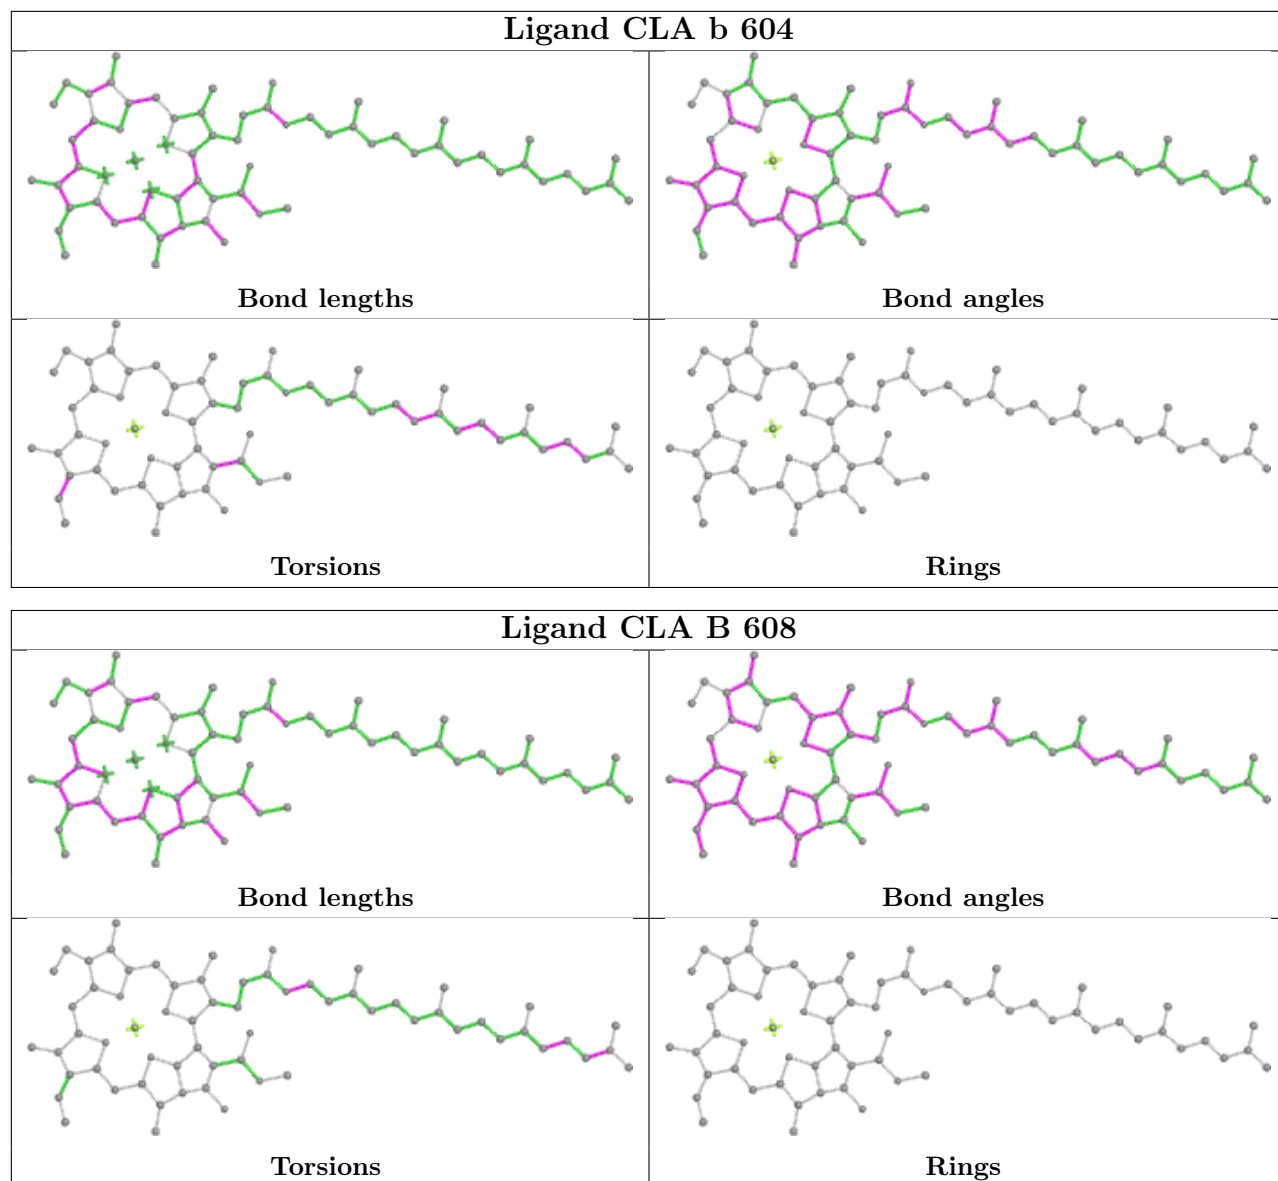 Ligand CLA b 604
Bond lengths
Bond angles
Torsions
Rings
Ligand CLA B 608
Bond lengths
Bond angles
Torsions
Rings